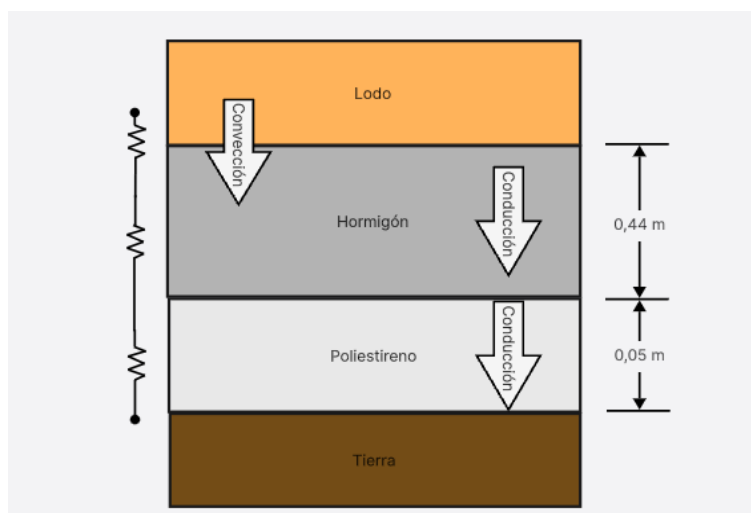 Lodo
Convección
Conducción
Hormigón
0,44 m
Conducción
Poliestireno
0,05 m
Tierra